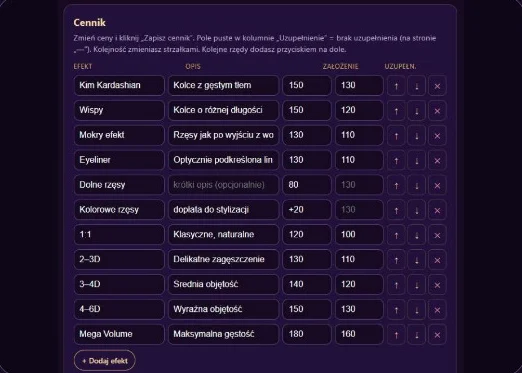 Cennik
Zmień ceny i kliknij „Zapisz cennik”. Pole puste w kolumnie „Uzupełnienie” = brak uzupełnienia (na stronie
„—”). Kolejność zmieniasz strzałkami. Kolejne rzędy dodasz przyciskiem na dole.
EFEKT OPIS ZAŁOŻENIE UZUPEŁN.
Kim Kardashian Kolce z gęstym tłem 150 130 ↑ ↓ ×
Wispy Kolce o różnej długości 150 120 ↑ ↓ ×
Mokry efekt Rzęsy jak po wyjściu z wo 130 110 ↑ ↓ ×
Eyeliner Optycznie podkreślona lin 130 110 ↑ ↓ ×
Dolne rzęsy krótki opis (opcjonalnie) 80 130 ↑ ↓ ×
Kolorowe rzęsy dopłata do stylizacji +20 130 ↑ ↓ ×
1:1 Klasyczne, naturalne 120 100 ↑ ↓ ×
2–3D Delikatne zagęszczenie 130 110 ↑ ↓ ×
3–4D Średnia objętość 140 120 ↑ ↓ ×
4–6D Wyraźna objętość 150 130 ↑ ↓ ×
Mega Volume Maksymalna gęstość 180 160 ↑ ↓ ×
+ Dodaj efekt